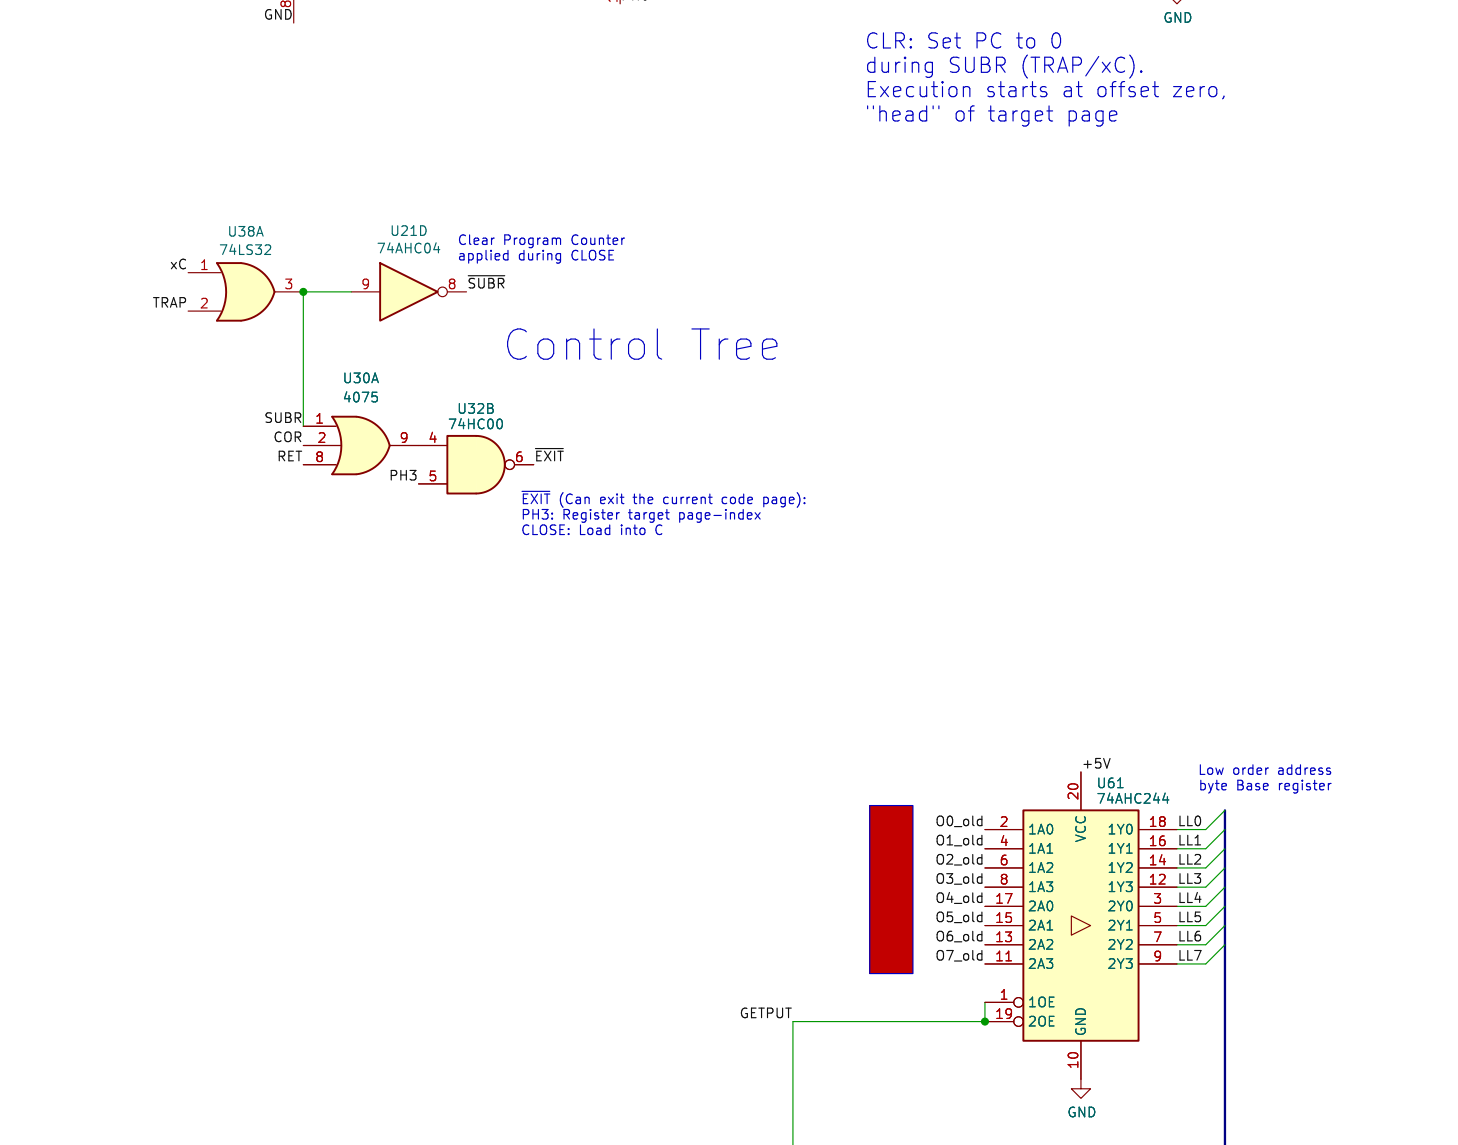 GND
8
GND
CLR: Set PC to 0
during SUBR (TRAP/xC).
Execution starts at offset zero,
"head" of target page
U38A
74LS32
xC
1
TRAP
2
3
U21D
74AHC04
9
8
SUBR
Clear Program Counter
applied during CLOSE
Control Tree
U30A
4075
SUBR
1
COR
2
RET
8
9
U32B
74HC00
4
PH3
5
6
EXIT
EXIT (Can exit the current code page):
PH3: Register target page-index
CLOSE: Load into C
+5V
20
U61
74AHC244
Low order address
byte Base register
VCC
O0_old 2 1A0 1Y0 18 LL0
O1_old 4 1A1 1Y1 16 LL1
O2_old 6 1A2 1Y2 14 LL2
O3_old 8 1A3 1Y3 12 LL3
O4_old 17 2A0 2Y0 3 LL4
O5_old 15 2A1 2Y1 5 LL5
O6_old 13 2A2 2Y2 7 LL6
O7_old 11 2A3 2Y3 9 LL7
1 1OE
GETPUT
19 2OE
GND
10
GND